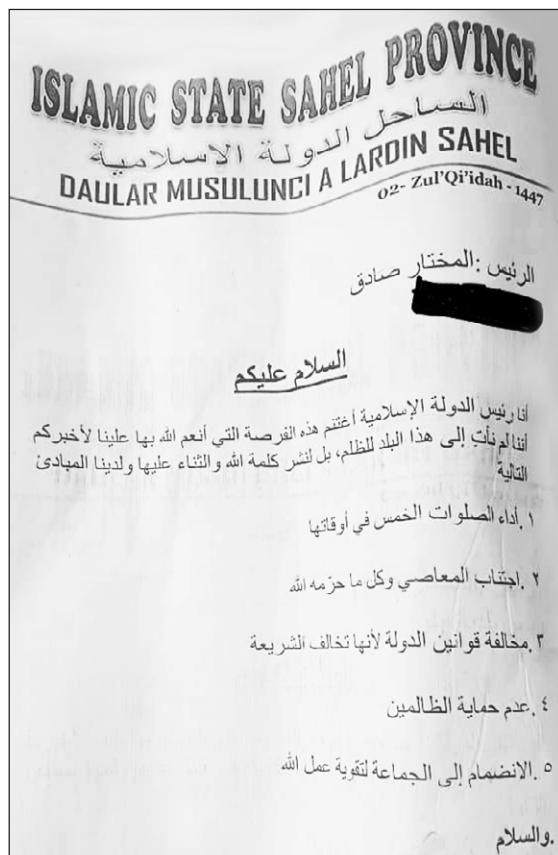 ISLAMIC STATE SAHEL PROVINCE
الساحل الدولة الإسلامية
DAULAR MUSULUNCI A LARDIN SAHEL
02- Zul'Qi'idah - 1447
الرئيس :المختار صادق
السلام عليكم
أنا رئيس الدولة الإسلامية أغتنم هذه الفرصة التي أنعم الله بها علينا لأخبركم
أننا لم نأت إلى هذا البلد للظلم، بل لنشر كلمة الله والثناء عليها ولدينا المبادئ
التالية
١ .أداء الصلوات الخمس في أوقاتها
٢ .اجتناب المعاصي وكل ما حرّمه الله
٣ .مخالفة قوانين الدولة لأنها تخالف الشريعة
٤ .عدم حماية الظالمين
٥ .الانضمام إلى الجماعة لتقوية عمل الله
.والسلام